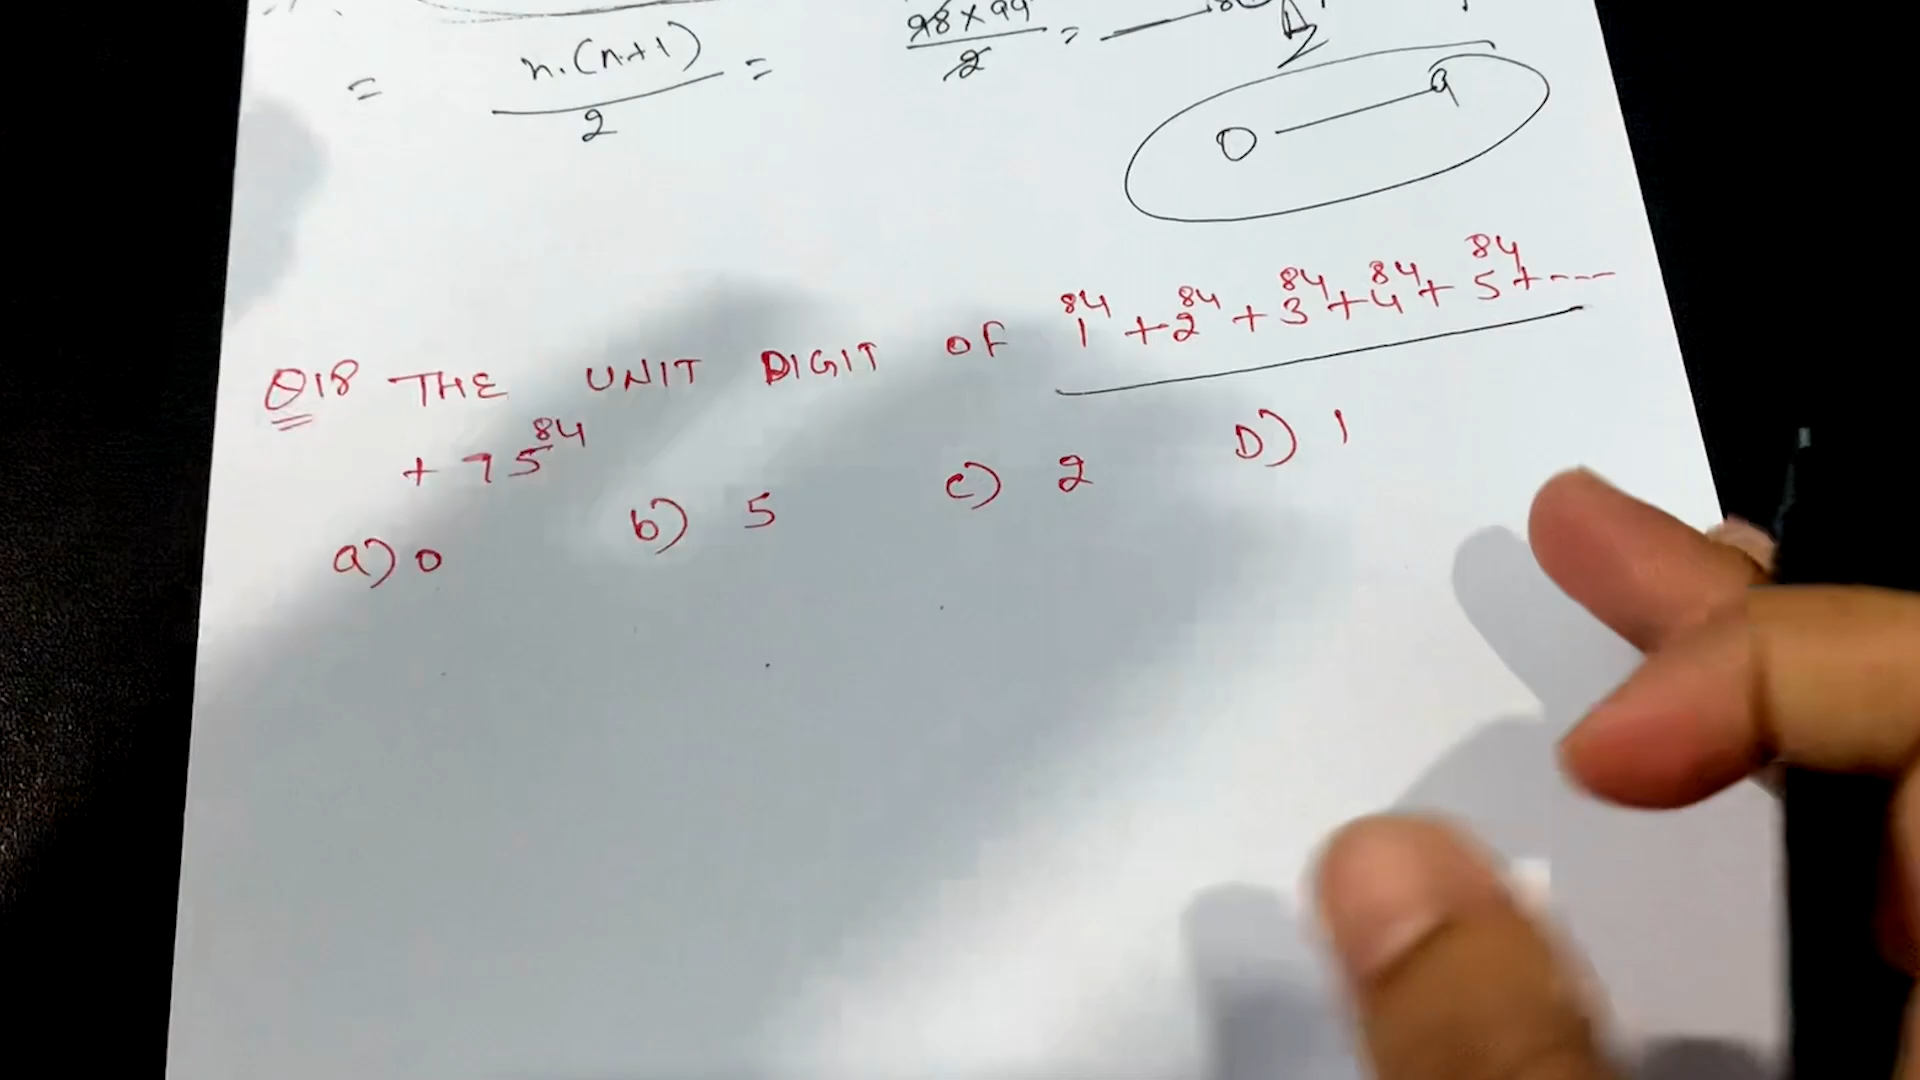 = n.(n+1)/2 = 98×99/2 =
0 — 9
Q18 THE UNIT DIGIT OF 1^84 + 2^84 + 3^84 + 4^84 + 5^84 + ----
+ 75^84
a) 0 b) 5 c) 2 D) 1